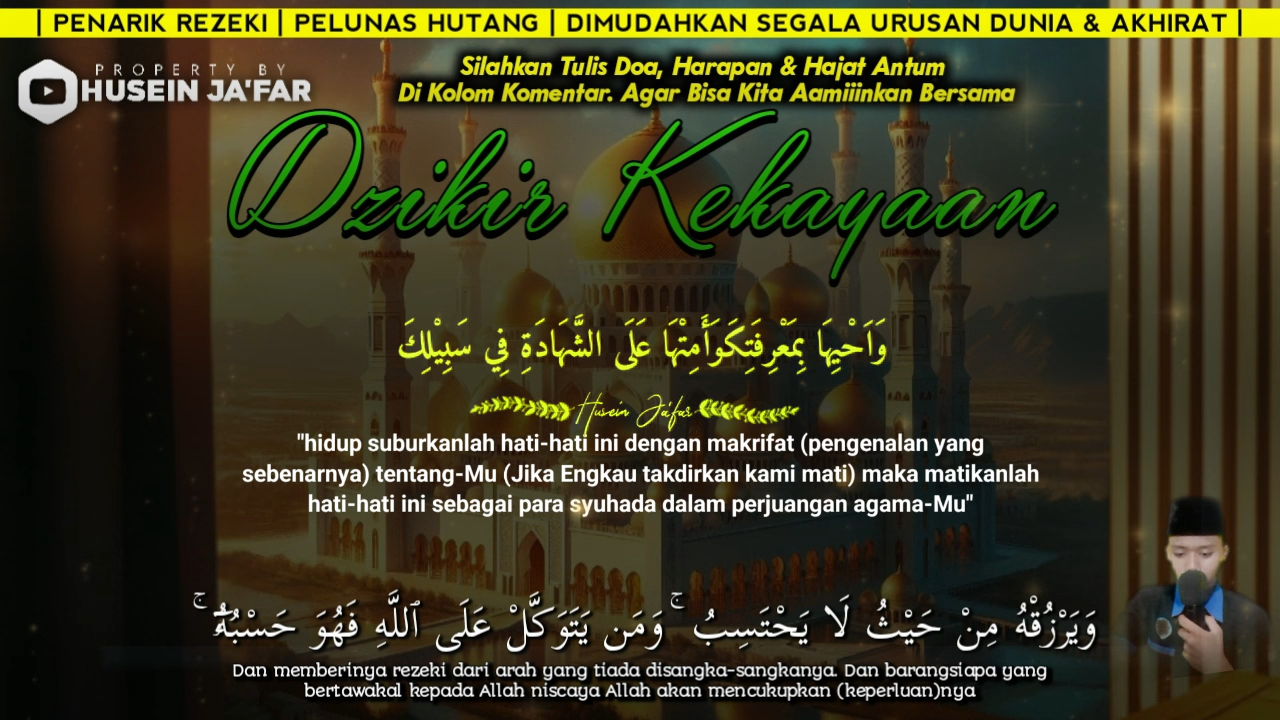 | PENARIK REZEKI | PELUNAS HUTANG | DIMUDAHKAN SEGALA URUSAN DUNIA & AKHIRAT |
PROPERTY BY
HUSEIN JA'FAR
Silahkan Tulis Doa, Harapan & Hajat Antum
Di Kolom Komentar. Agar Bisa Kita Aamiiinkan Bersama
Dzikir Kekayaan
وَاَحْيِهَا بِمَعْرِفَتِكَوَأَمِتْهَا عَلَى الشَّهَادَةِ فِي سَبِيْلِكَ
Husein Ja'far
"hidup suburkanlah hati-hati ini dengan makrifat (pengenalan yang
sebenarnya) tentang-Mu (Jika Engkau takdirkan kami mati) maka matikanlah
hati-hati ini sebagai para syuhada dalam perjuangan agama-Mu"
وَيَرْزُقْهُ مِنْ حَيْثُ لَا يَحْتَسِبُ ۚ وَمَن يَتَوَكَّلْ عَلَى ٱللَّهِ فَهُوَ حَسْبُهُۥٓ ۚ
Dan memberinya rezeki dari arah yang tiada disangka-sangkanya. Dan barangsiapa yang
bertawakal kepada Allah niscaya Allah akan mencukupkan (keperluan)nya